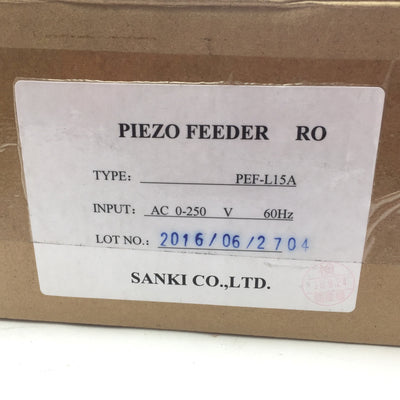 PIEZO FEEDER RO
TYPE: PEF-L15A
INPUT: AC 0-250 V 60Hz
LOT NO.: 2016/06/2704
SANKI CO.,LTD.